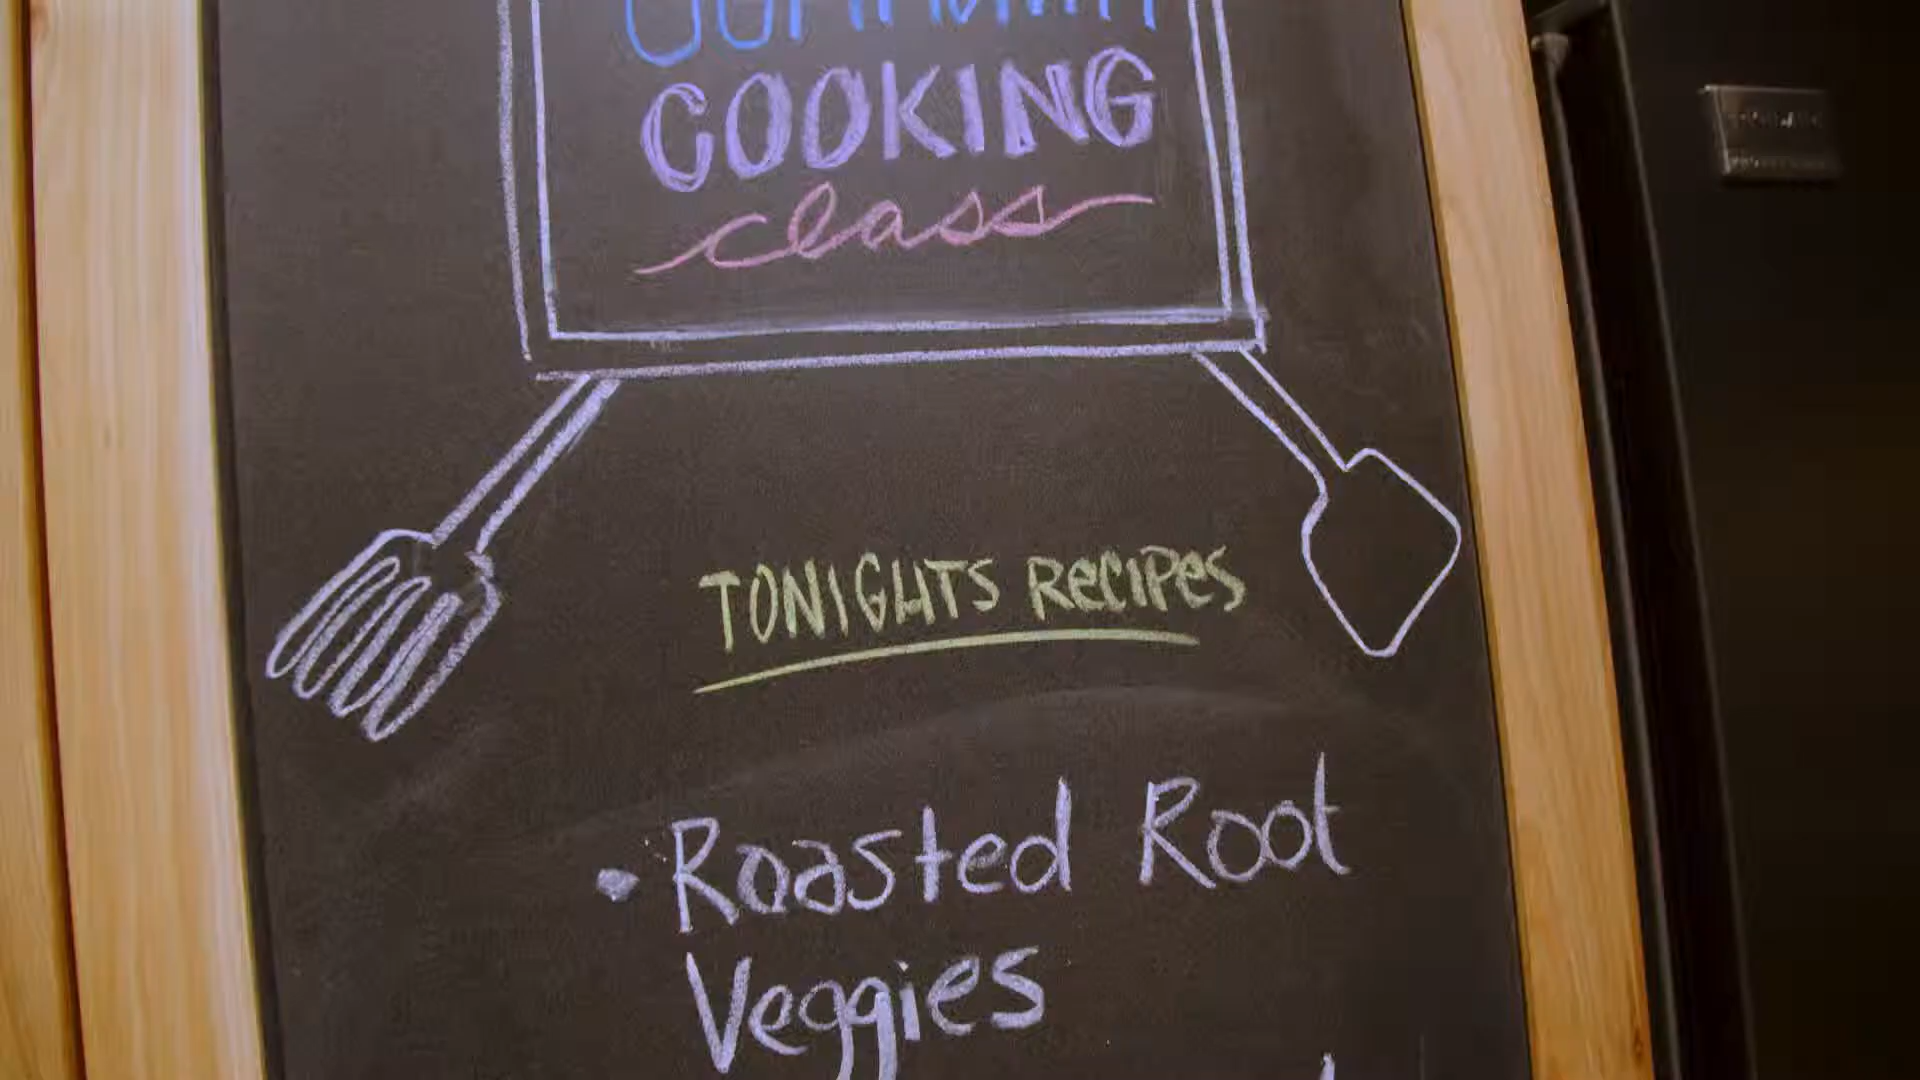 COOKING
class
TONIGHTS RECIPES
• Roasted Root
Veggies